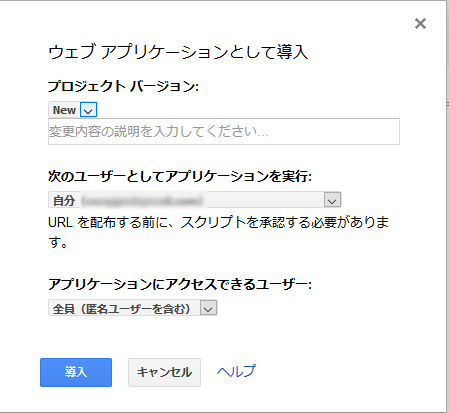 ウェブ アプリケーションとして導入
プロジェクト バージョン:
New
変更内容の説明を入力してください...
次のユーザーとしてアプリケーションを実行:
自分
URL を配布する前に、スクリプトを承認する必要がありま
す。
アプリケーションにアクセスできるユーザー:
全員（匿名ユーザーを含む）
導入 キャンセル ヘルプ